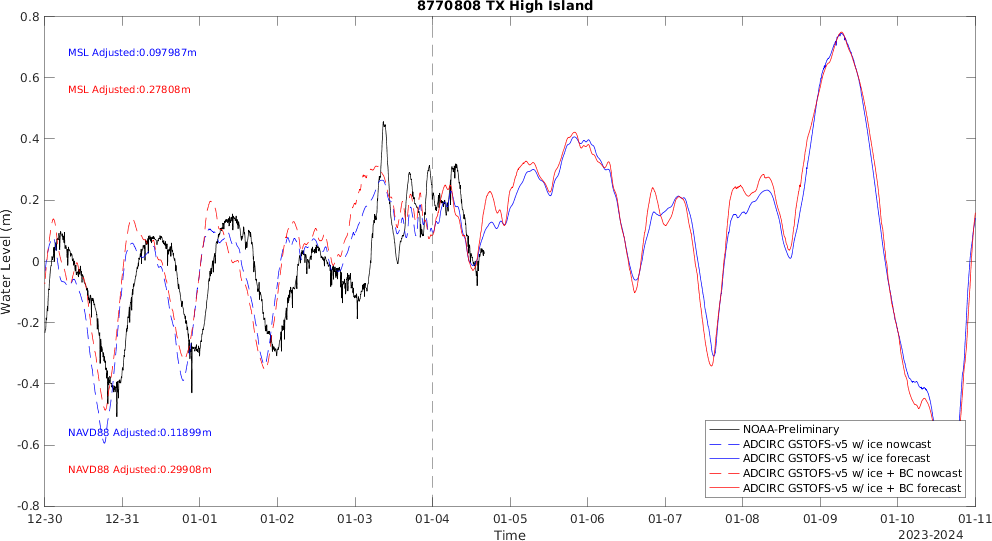 8770808 TX High Island
0.8
MSL Adjusted:0.097987m
0.6
MSL Adjusted:0.27808m
0.4
0.2
0
-0.2
-0.4
NAVD88 Adjusted:0.11899m
-0.6
NAVD88 Adjusted:0.29908m
-0.8
Water Level (m)
NOAA-Preliminary
ADCIRC GSTOFS-v5 w/ ice nowcast
ADCIRC GSTOFS-v5 w/ ice forecast
ADCIRC GSTOFS-v5 w/ ice + BC nowcast
ADCIRC GSTOFS-v5 w/ ice + BC forecast
12-30 12-31 01-01 01-02 01-03 01-04 01-05 01-06 01-07 01-08 01-09 01-10 01-11
Time
2023-2024